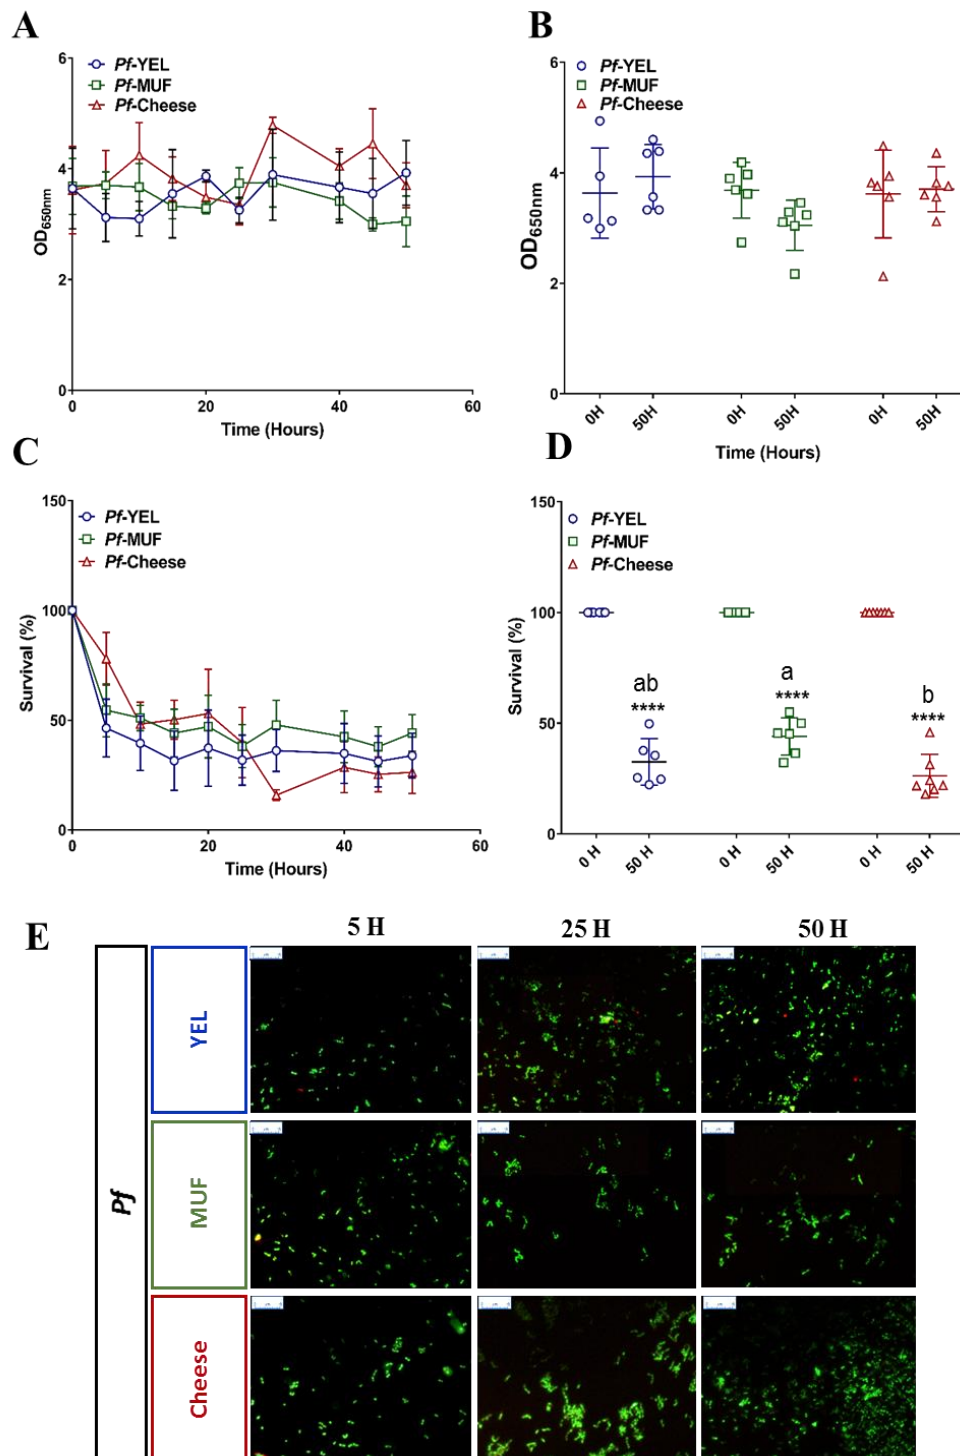 A
B
6
Pf-YEL
Pf-MUF
Pf-Cheese
4
2
0
OD650nm
0
20
40
60
Time (Hours)
6
Pf-YEL
Pf-MUF
Pf-Cheese
4
2
0
OD650nm
0H
50H
0H
50H
0H
50H
Time (Hours)
C
D
150
Pf-YEL
Pf-MUF
Pf-Cheese
100
50
0
Survival (%)
0
20
40
60
Time (Hours)
150
Pf-YEL
Pf-MUF
Pf-Cheese
100
50
0
Survival (%)
ab
****
a
****
b
****
0 H
50 H
0 H
50 H
0 H
50 H
E
5 H
25 H
50 H
Pf
YEL
MUF
Cheese